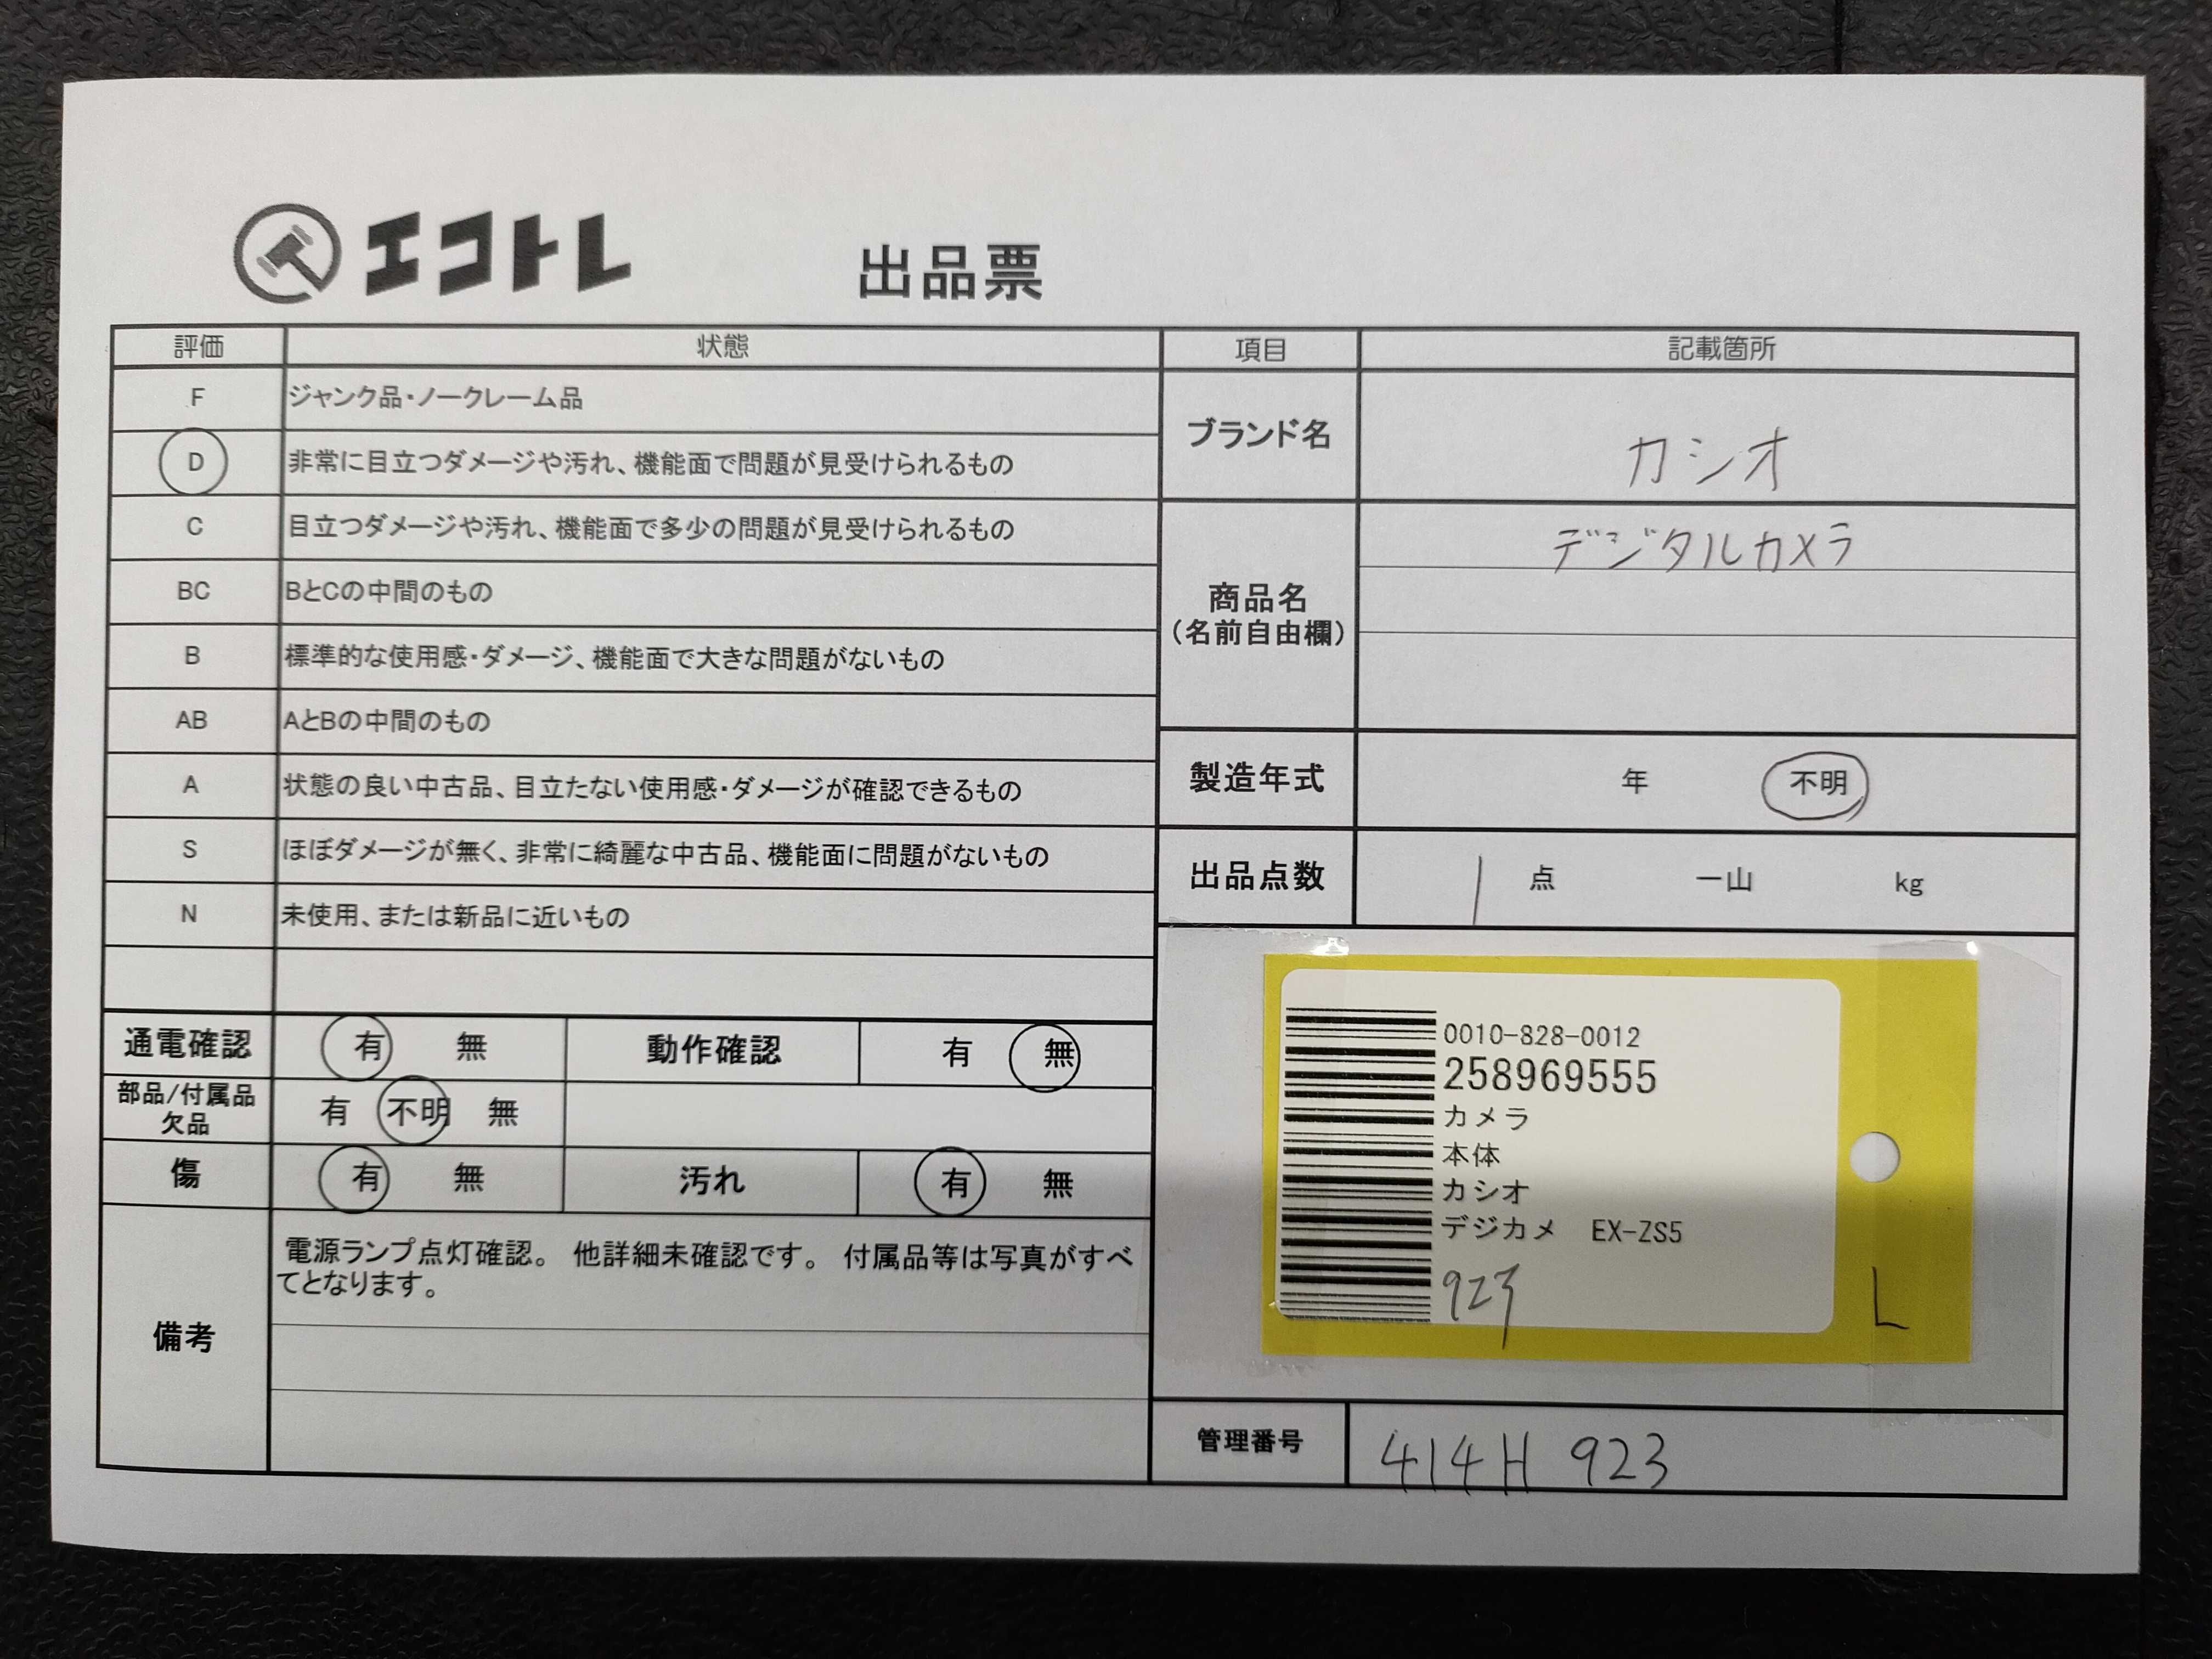 エコトレ
出品票
評価 状態
F ジャンク品・ノークレーム品
D 非常に目立つダメージや汚れ、機能面で問題が見受けられるもの
C 目立つダメージや汚れ、機能面で多少の問題が見受けられるもの
BC BとCの中間のもの
B 標準的な使用感・ダメージ、機能面で大きな問題がないもの
AB AとBの中間のもの
A 状態の良い中古品、目立たない使用感・ダメージが確認できるもの
S ほぼダメージが無く、非常に綺麗な中古品、機能面に問題がないもの
N 未使用、または新品に近いもの
通電確認 有 無 動作確認 有 無
部品/付属品
欠品
有 不明 無
傷 有 無 汚れ 有 無
備考
電源ランプ点灯確認。 他詳細未確認です。 付属品等は写真がすべ
てとなります。
項目 記載箇所
ブランド名 カシオ
商品名
（名前自由欄）
デジタルカメラ
製造年式 年 不明
出品点数 1 点 一山 kg
0010-828-0012
258969555
カメラ
本体
カシオ
デジカメ EX-ZS5
923
L
管理番号 414H 923